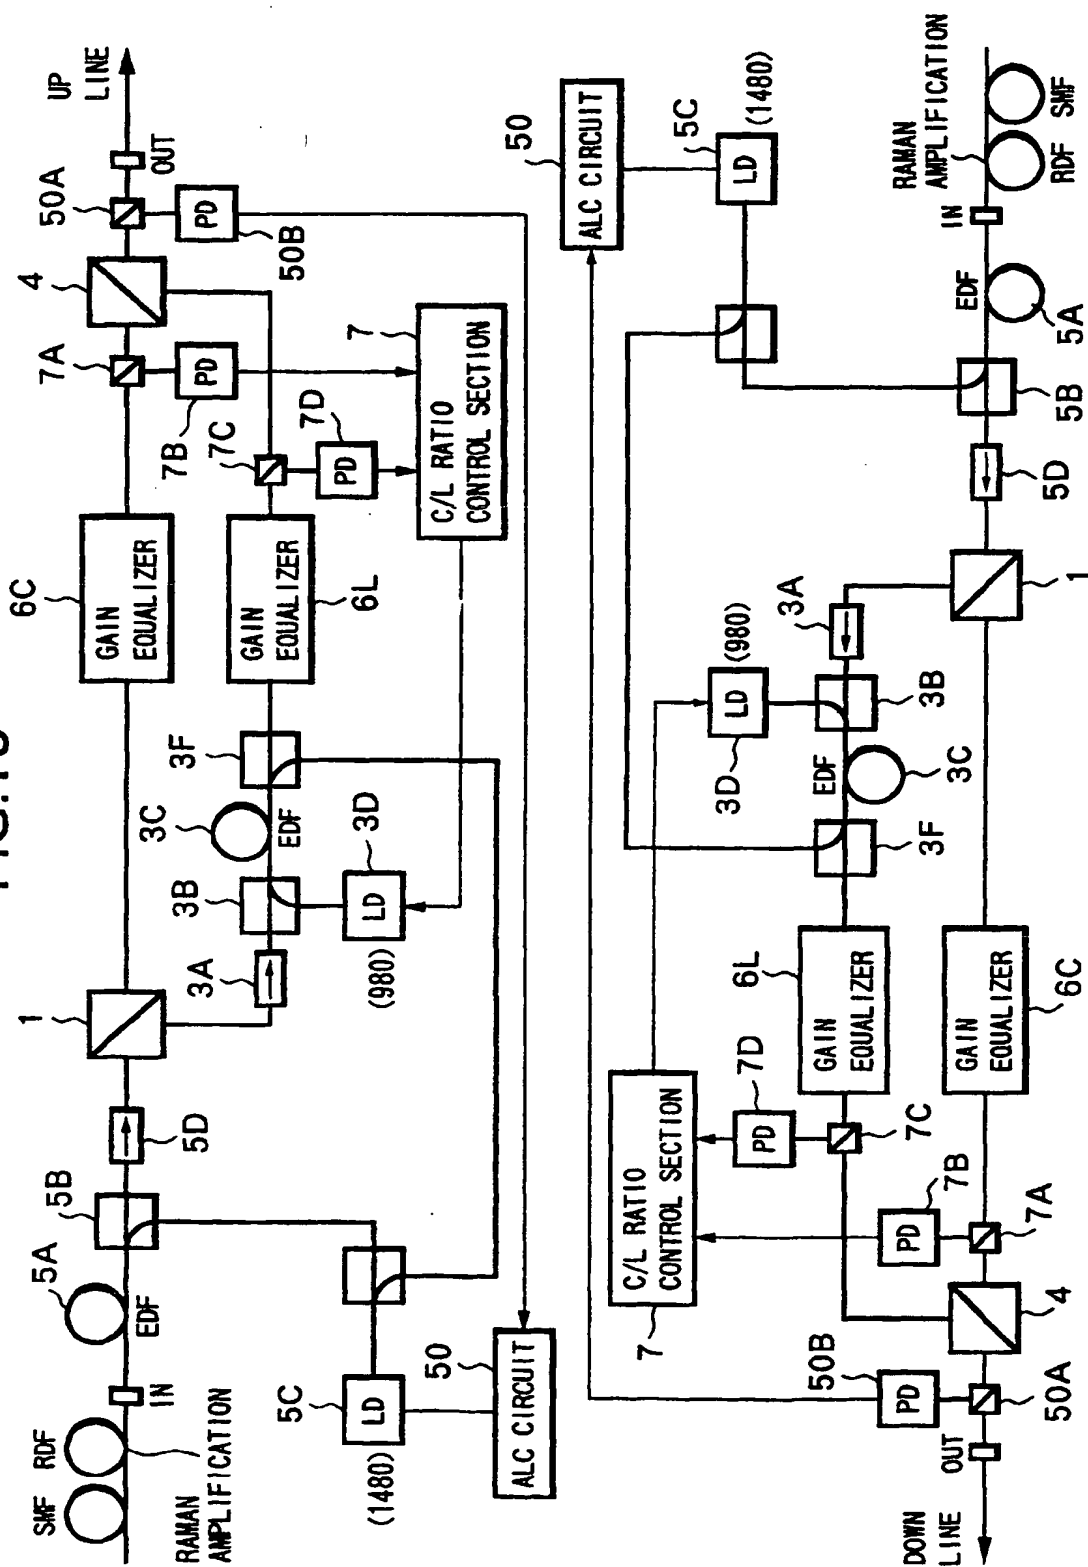 FIG.16
UP
LINE
OUT
50A
PD
50B
4
7A
PD
7B
7
C/L RATIO
CONTROL SECTION
7C
7D
PD
6C
GAIN
EQUALIZER
GAIN
EQUALIZER
6L
3F
3C
EDF
3B
3D
LD
(980)
3A
1
5D
5B
5A
EDF
IN
RDF
SMF
RAMAN
AMPLIFICATION
5C
LD
(1480)
50
ALC CIRCUIT
50
ALC CIRCUIT
5C
LD
(1480)
RAMAN
AMPLIFICATION
SMF
RDF
IN
EDF
5A
5B
5D
1
3A
(980)
LD
3D
3B
EDF
3C
3F
6L
GAIN
EQUALIZER
GAIN
EQUALIZER
6C
C/L RATIO
CONTROL SECTION
7
7D
PD
7C
PD
7B
7A
4
50B
PD
50A
OUT
DOWN
LINE